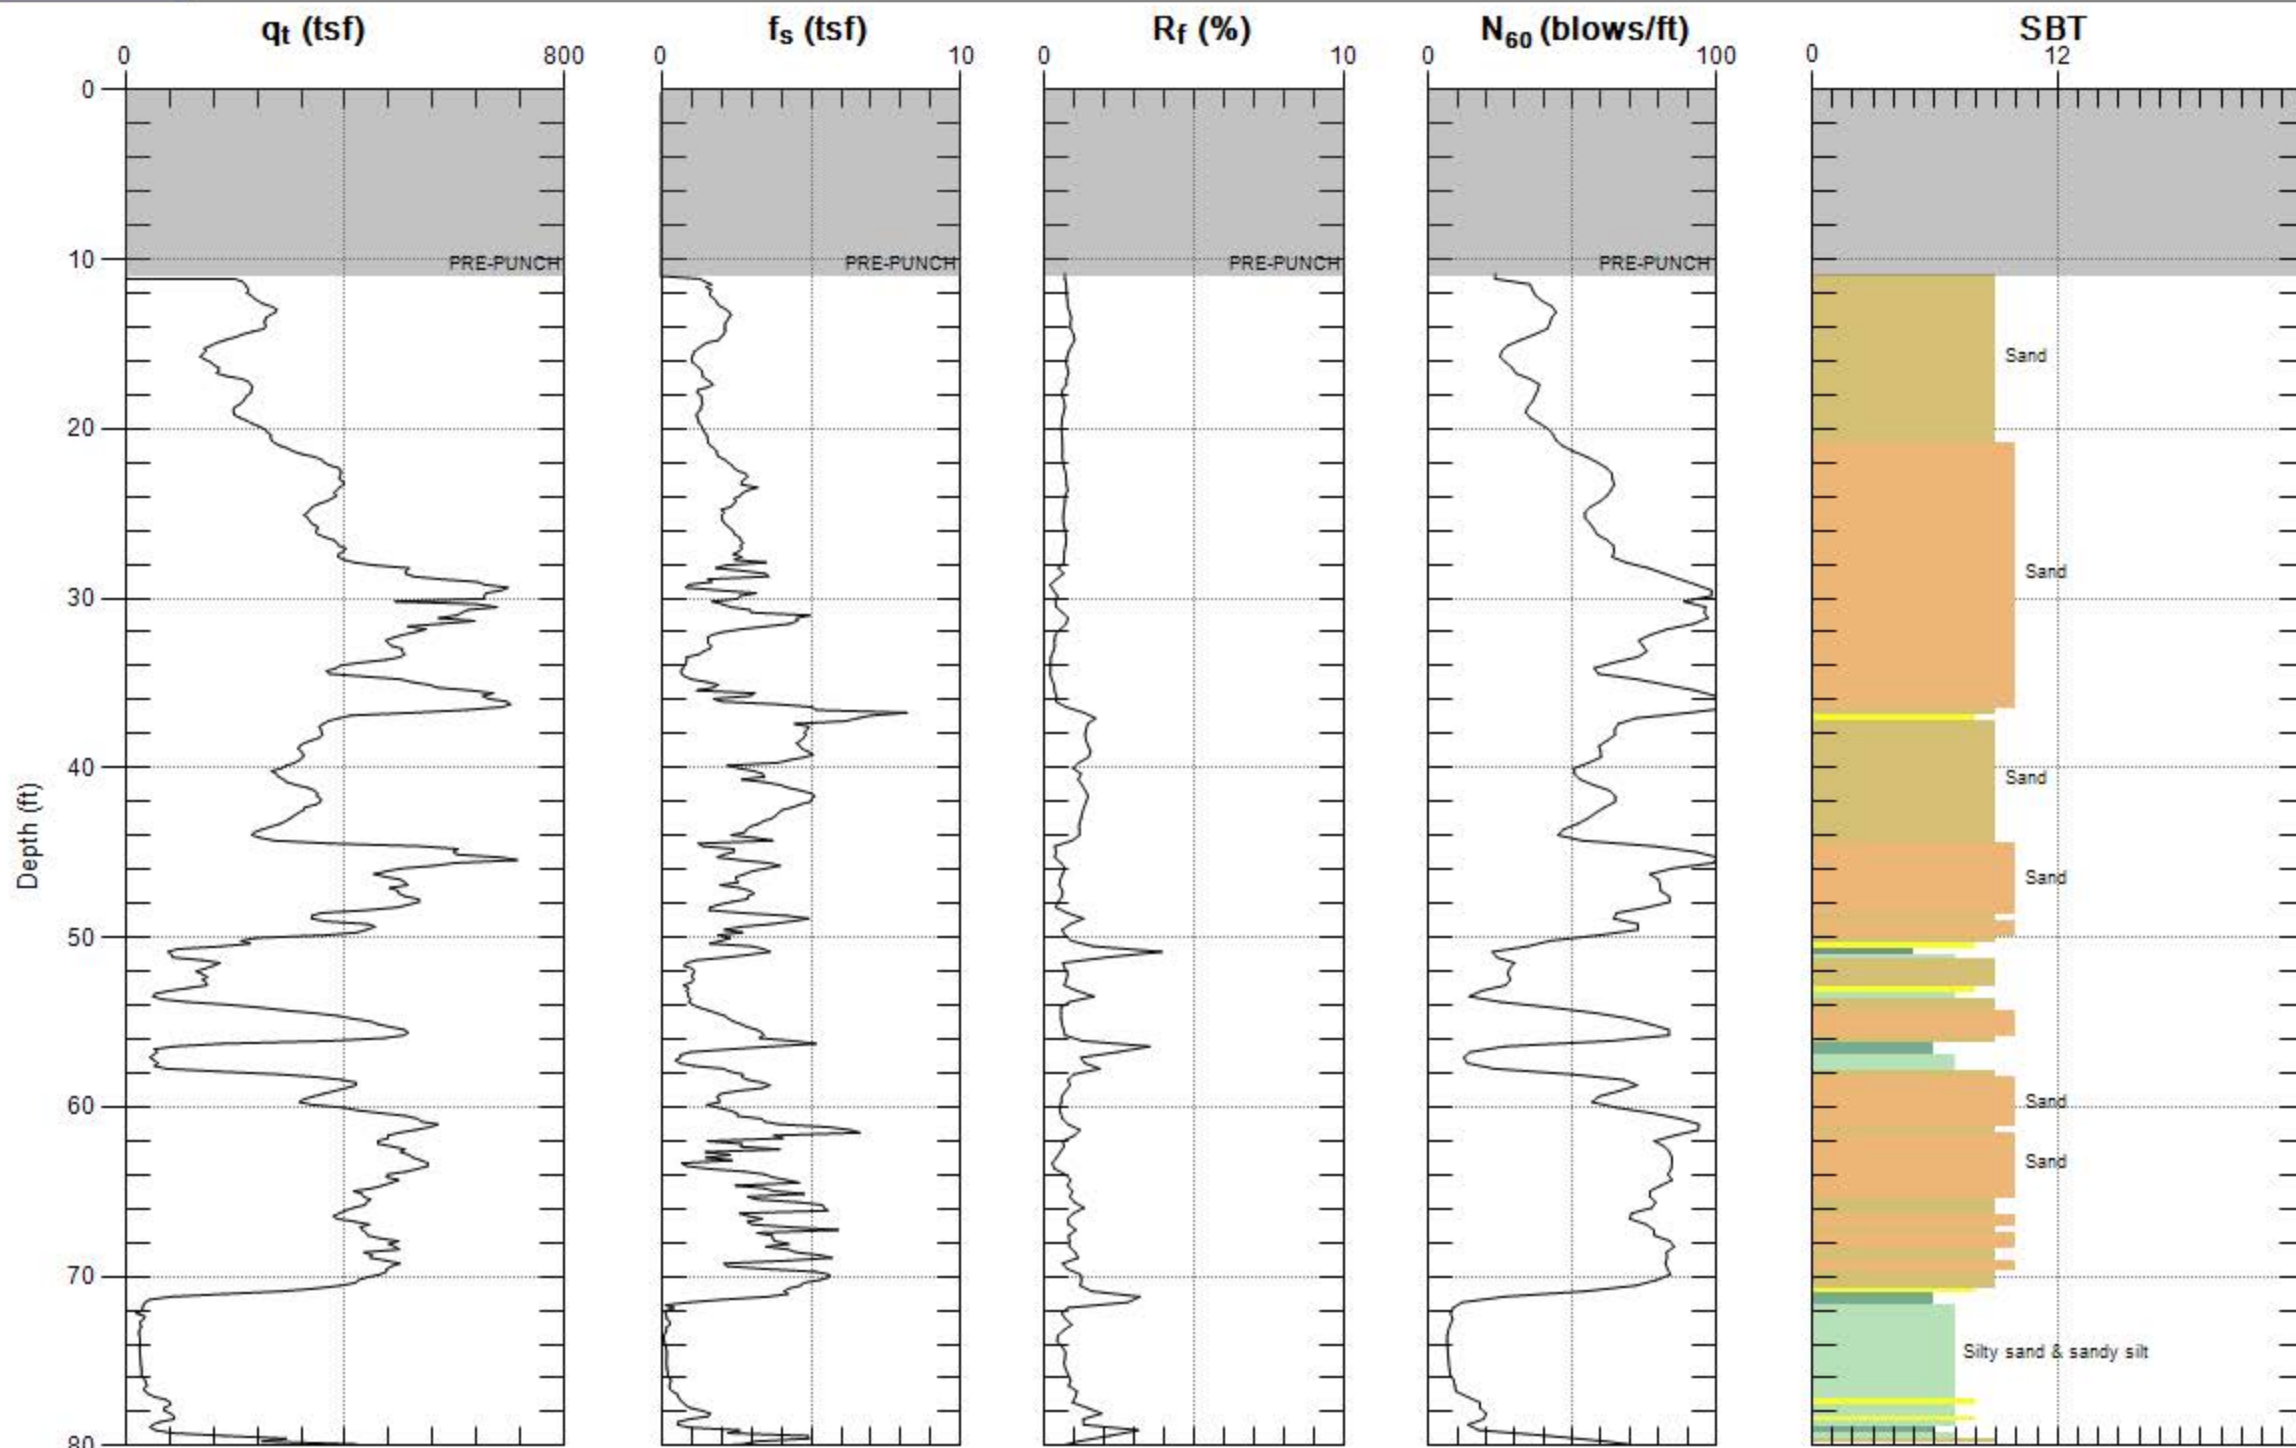 qt (tsf) fs (tsf) Rf (%) N60 (blows/ft) SBT
0 800 0 10 0 10 0 100 0 12
0
10
PRE-PUNCH PRE-PUNCH PRE-PUNCH PRE-PUNCH
Sand
20
Sand
30
40
Sand
Depth (ft)
Sand
50
60
Sand
Sand
70
Silty sand & sandy silt
80